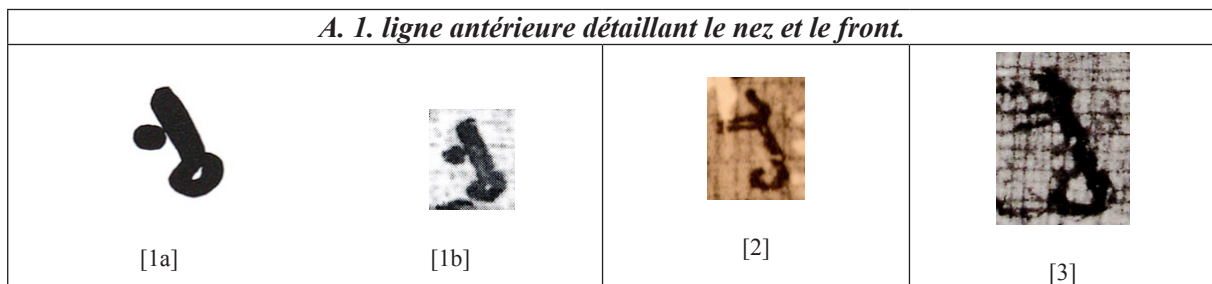 A. 1. ligne antérieure détaillant le nez et le front.
[1a] [1b] [2] [3]